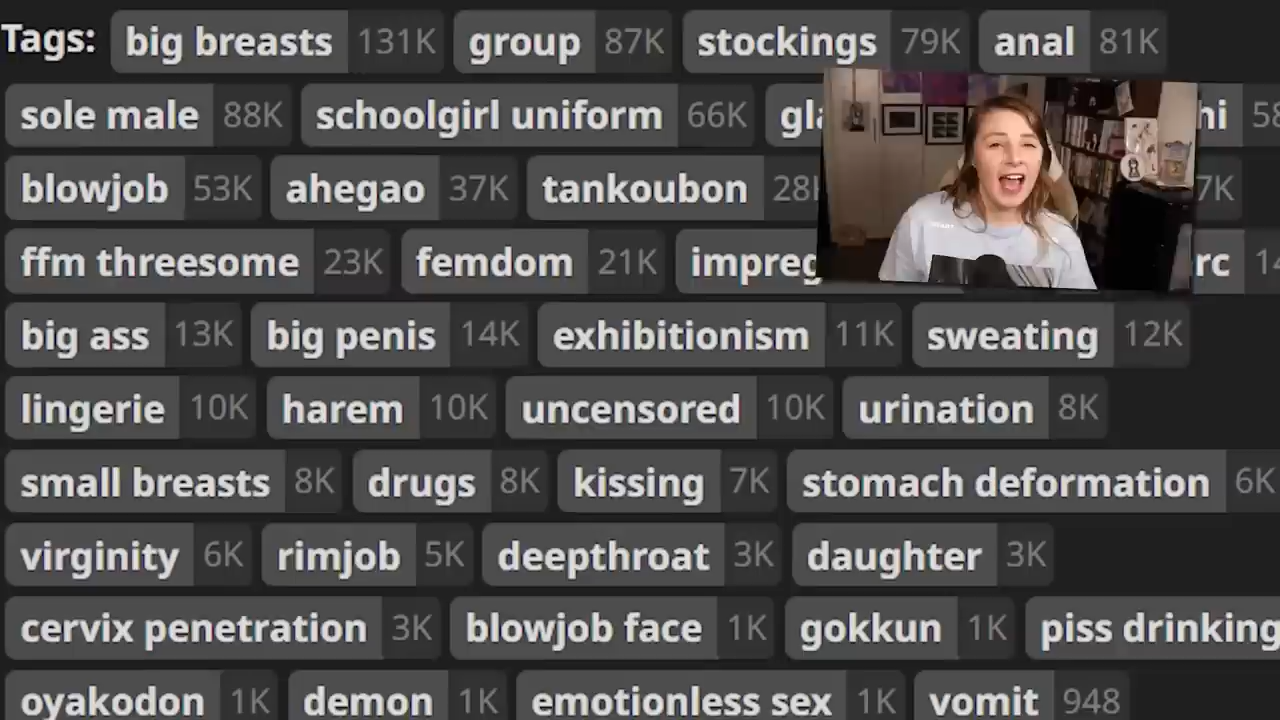 Tags: big breasts 131K group 87K stockings 79K anal 81K
sole male 88K schoolgirl uniform 66K
blowjob 53K ahegao 37K tankoubon
ffm threesome 23K femdom 21K
big ass 13K big penis 14K exhibitionism 11K sweating 12K
lingerie 10K harem 10K uncensored 10K urination 8K
small breasts 8K drugs 8K kissing 7K stomach deformation 6K
virginity 6K rimjob 5K deepthroat 3K daughter 3K
cervix penetration 3K blowjob face 1K gokkun 1K piss drinking
oyakodon 1K demon 1K emotionless sex 1K vomit 948